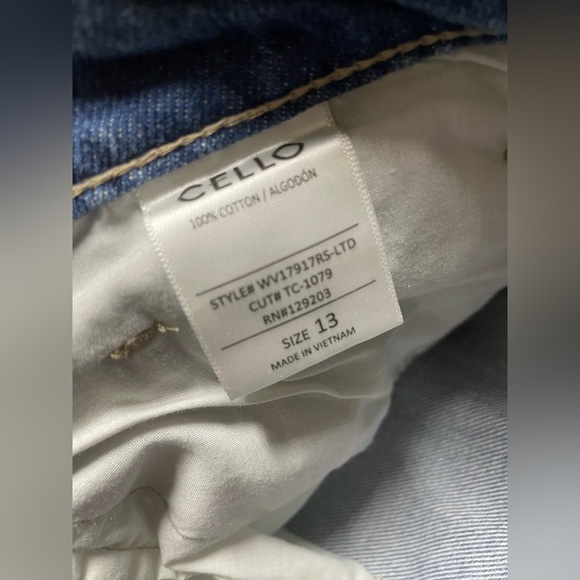 CELLO
100% COTTON / ALGODÓN
STYLE# WV17917RS-LTD
CUT# TC-1079
RN#129203
SIZE 13
MADE IN VIETNAM